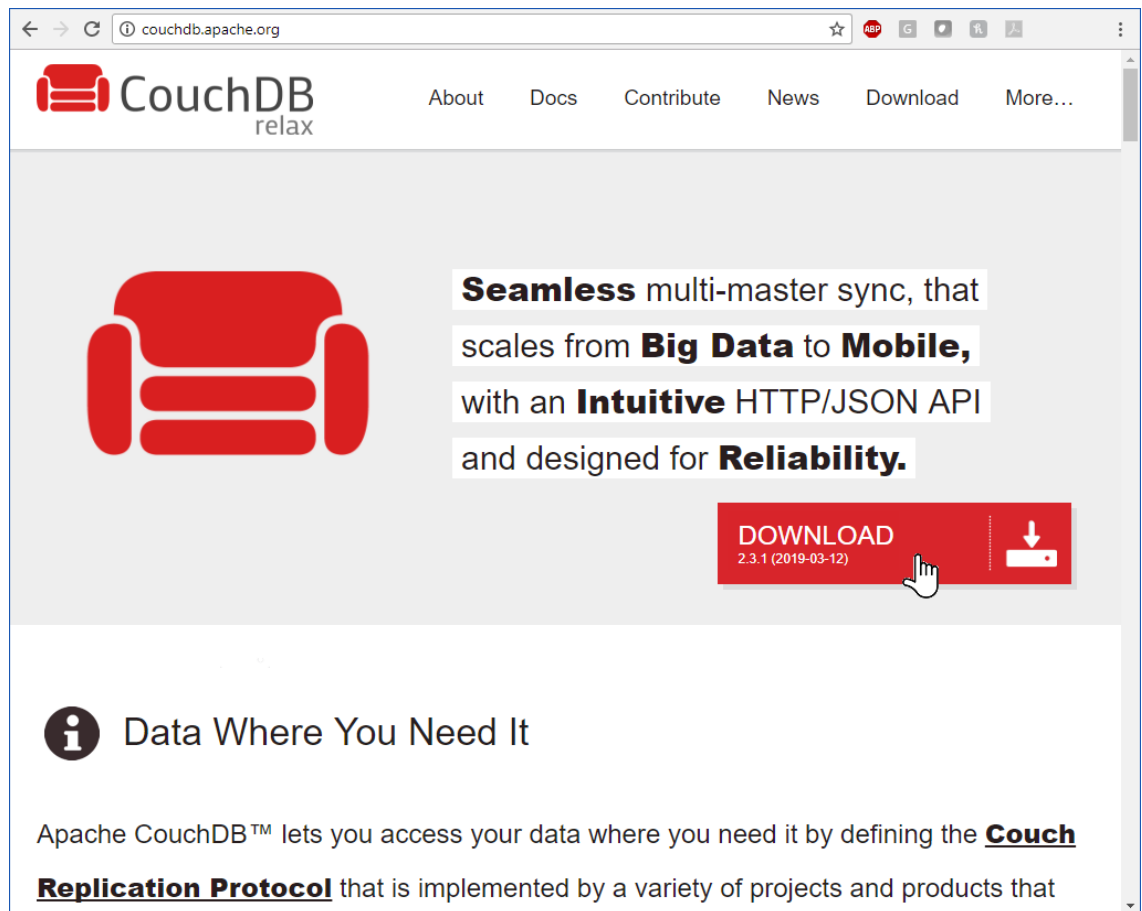 couchdb.apache.org
ABP
G
CouchDB
relax
About Docs Contribute News Download More…
Seamless multi-master sync, that
scales from Big Data to Mobile,
with an Intuitive HTTP/JSON API
and designed for Reliability.
DOWNLOAD
2.3.1 (2019-03-12)
Data Where You Need It
Apache CouchDB™ lets you access your data where you need it by defining the Couch
Replication Protocol that is implemented by a variety of projects and products that